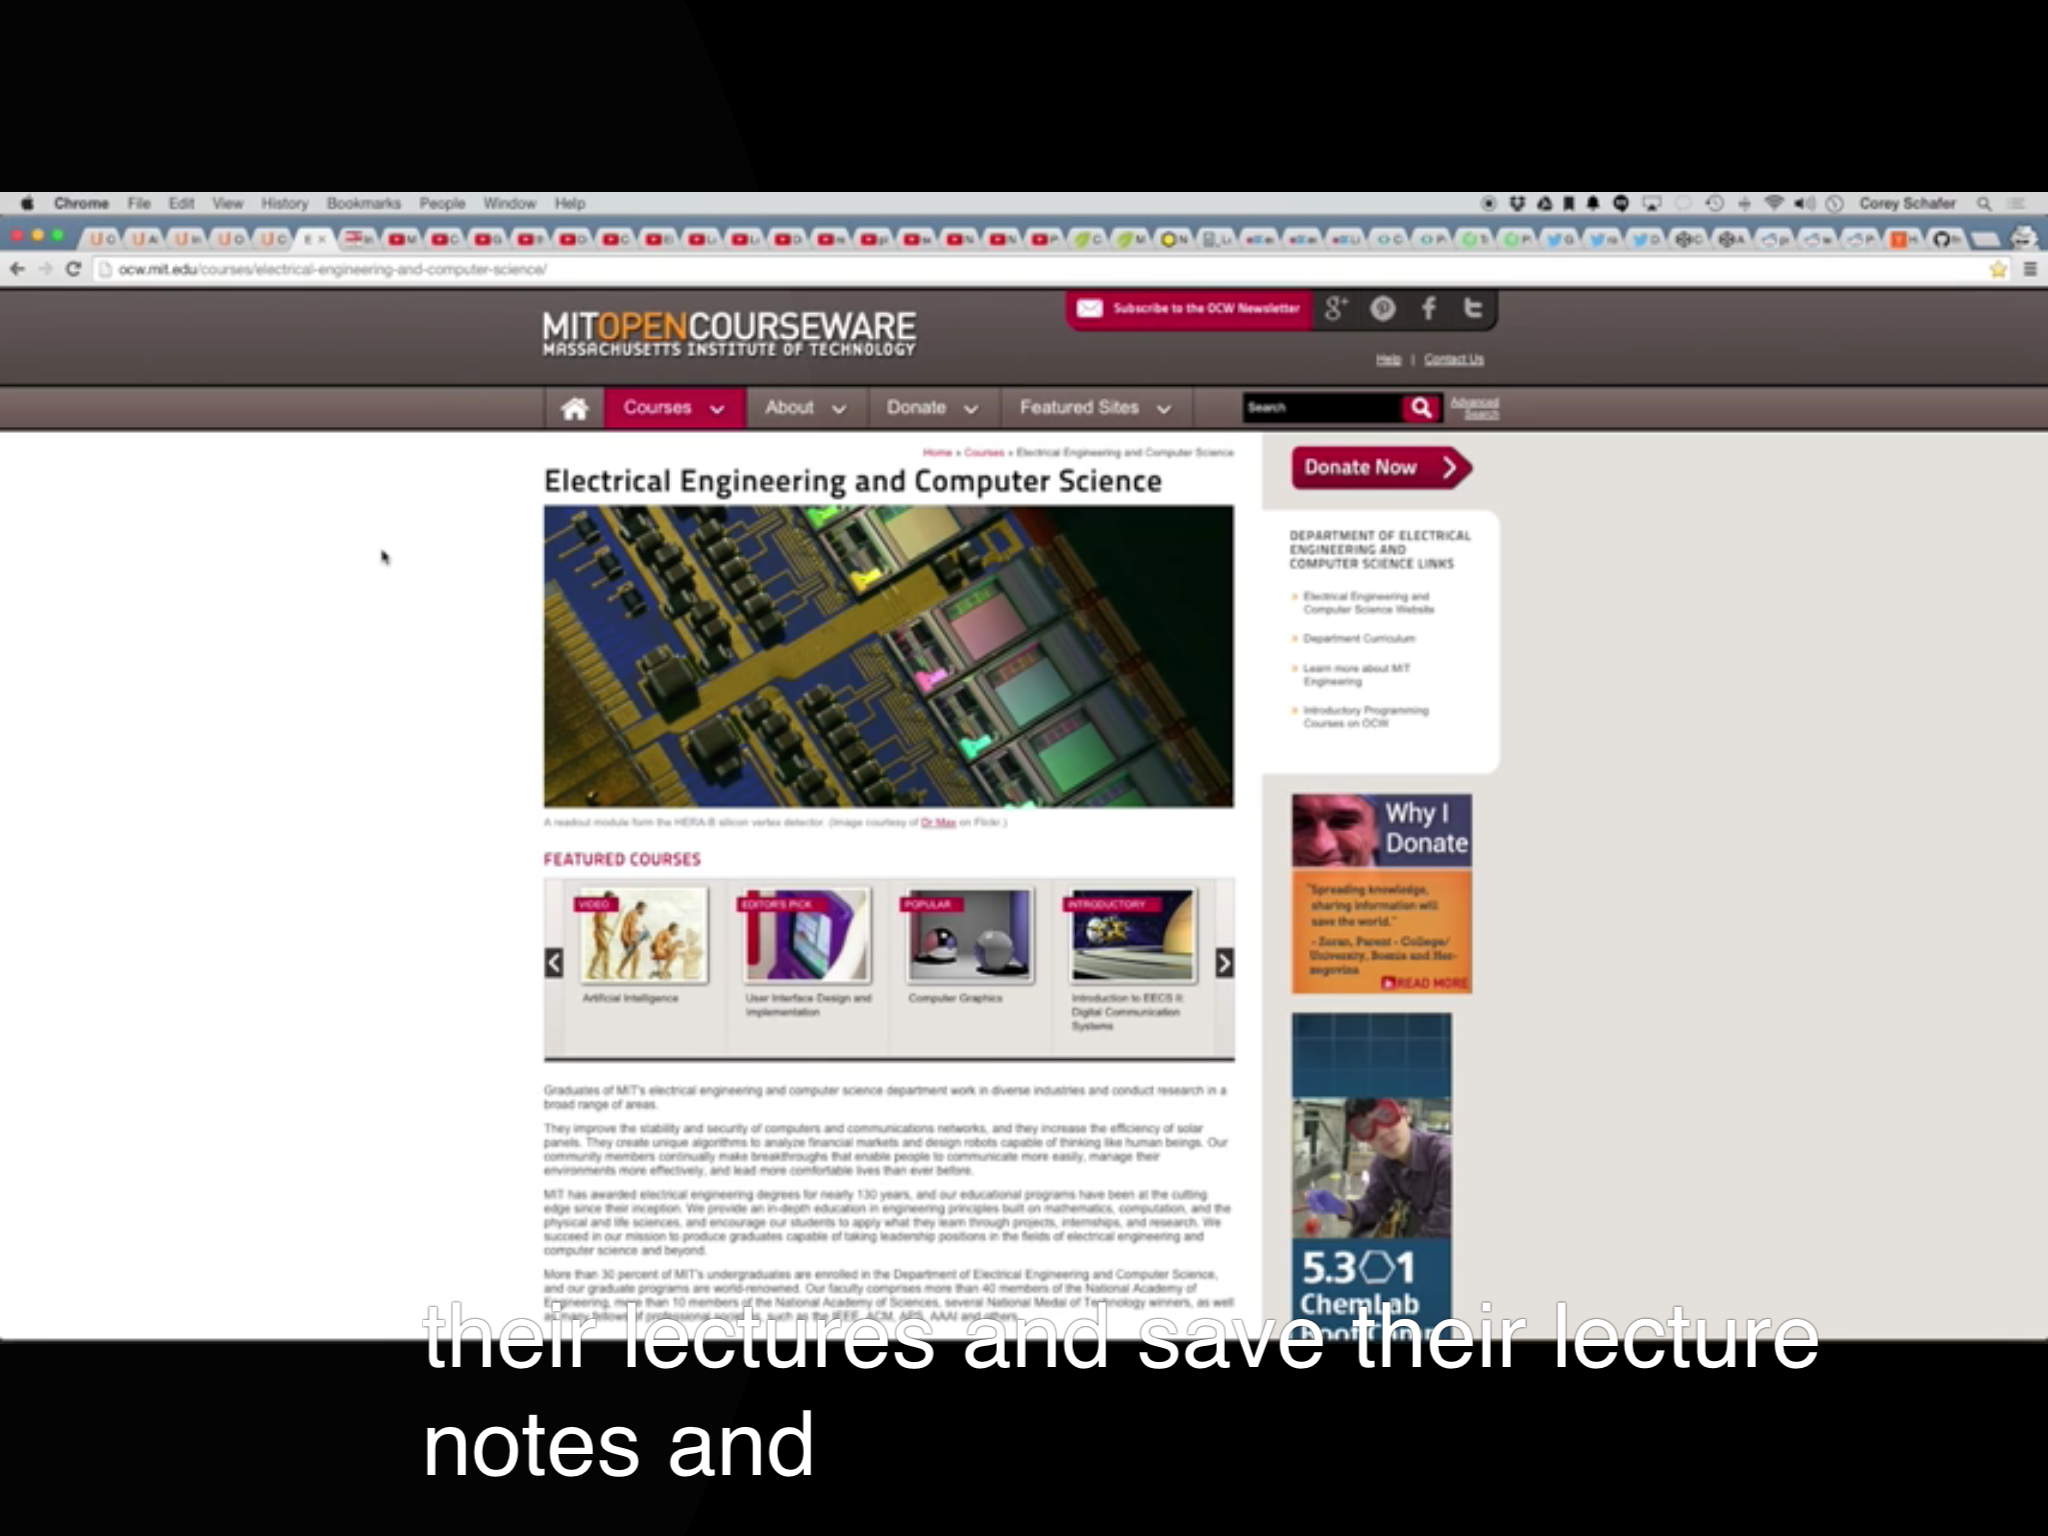 Chrome File Edit View History Bookmarks People Window Help
Corey Schafer
ocw.mit.edu/courses/electrical-engineering-and-computer-science/
MITOPENCOURSEWARE
MASSACHUSETTS INSTITUTE OF TECHNOLOGY
Subscribe to the OCW Newsletter
Help | Contact Us
Courses
About
Donate
Featured Sites
Search
Advanced
Search
Home » Courses » Electrical Engineering and Computer Science
Electrical Engineering and Computer Science
A readout module form the HERA-B silicon vertex detector. (Image courtesy of Dr Max on Flickr.)
FEATURED COURSES
VIDEO
Artificial Intelligence
EDITOR'S PICK
User Interface Design and
Implementation
POPULAR
Computer Graphics
INTRODUCTORY
Introduction to EECS II:
Digital Communication
Systems
Graduates of MIT's electrical engineering and computer science department work in diverse industries and conduct research in a
broad range of areas.
They improve the stability and security of computers and communications networks, and they increase the efficiency of solar
panels. They create unique algorithms to analyze financial markets and design robots capable of thinking like human beings. Our
community members continually make breakthroughs that enable people to communicate more easily, manage their
environments more effectively, and lead more comfortable lives than ever before.
MIT has awarded electrical engineering degrees for nearly 130 years, and our educational programs have been at the cutting
edge since their inception. We provide an in-depth education in engineering principles built on mathematics, computation, and the
physical and life sciences, and encourage our students to apply what they learn through projects, internships, and research. We
succeed in our mission to produce graduates capable of taking leadership positions in the fields of electrical engineering and
computer science and beyond.
More than 30 percent of MIT's undergraduates are enrolled in the Department of Electrical Engineering and Computer Science,
and our graduate programs are world-renowned. Our faculty comprises more than 40 members of the National Academy of
Engineering, more than 10 members of the National Academy of Sciences, several National Medal of Technology winners, as well
as many fellows of professional societies, such as the IEEE, ACM, APS, AAAI and others.
Donate Now
DEPARTMENT OF ELECTRICAL
ENGINEERING AND
COMPUTER SCIENCE LINKS
Electrical Engineering and
Computer Science Website
Department Curriculum
Learn more about MIT
Engineering
Introductory Programming
Courses on OCW
Why I
Donate
"Spreading knowledge,
sharing information will
save the world."
- Zoran, Parent - College/
University, Bosnia and Her-
zegovina
READ MORE
5.301
ChemLab
Boot Camp
their lectures and save their lecture
notes and